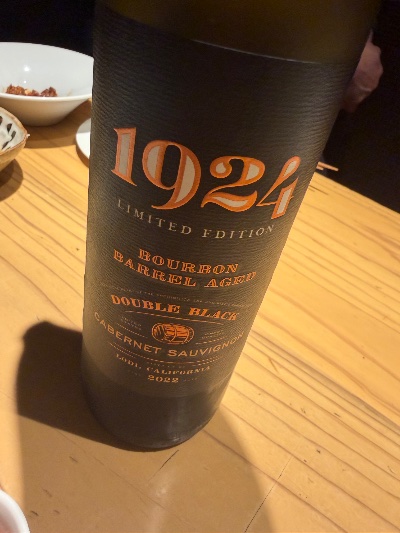 1924
LIMITED EDITION
BOURBON
BARREL AGED
DOUBLE BLACK
CABERNET SAUVIGNON
LODI, CALIFORNIA
2022